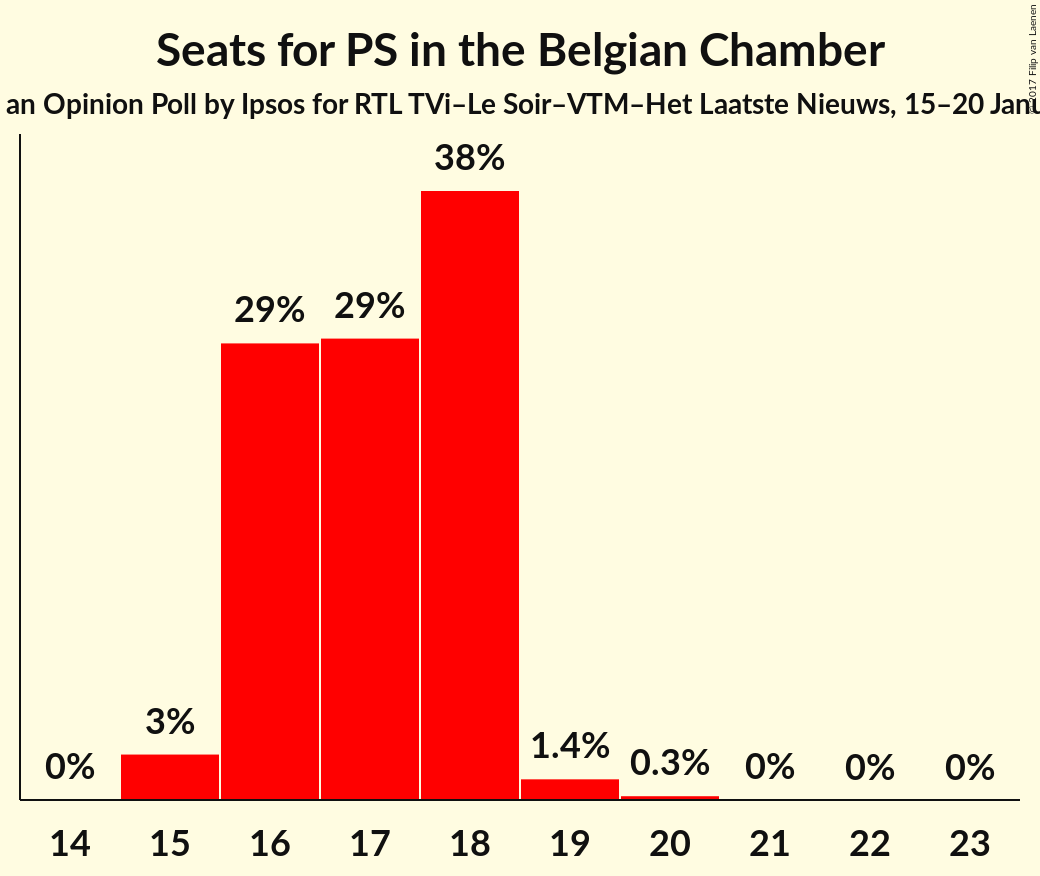 Seats for PS in the Belgian Chamber
an Opinion Poll by Ipsos for RTL TVi–Le Soir–VTM–Het Laatste Nieuws, 15–20 Janu
© 2017 Filip van Laenen
38%
29% 29%
3%
1.4%
0% 0.3% 0% 0% 0%
14 15 16 17 18 19 20 21 22 23